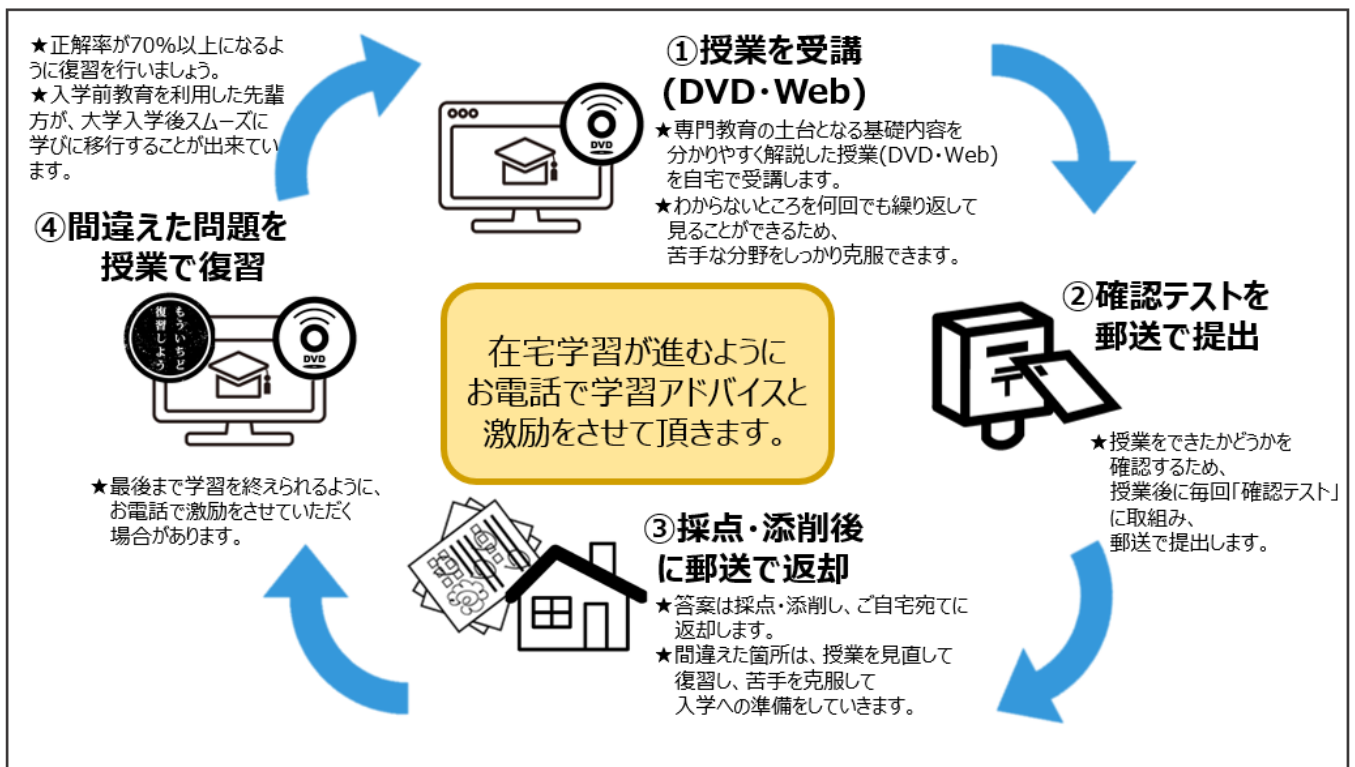 ①授業を受講
(DVD・Web)
★専門教育の土台となる基礎内容を
分かりやすく解説した授業(DVD・Web)
を自宅で受講します。
★わからないところを何回でも繰り返して
見ることができるため、
苦手な分野をしっかり克服できます。
DVD
②確認テストを
郵送で提出
★授業をできたかどうかを
確認するため、
授業後に毎回「確認テスト」
に取組み、
郵送で提出します。
③採点・添削後
に郵送で返却
★答案は採点・添削し、ご自宅宛てに
返却します。
★間違えた箇所は、授業を見直して
復習し、苦手を克服して
入学への準備をしていきます。
④間違えた問題を
授業で復習
もういちど
復習しよう
DVD
★最後まで学習を終えられるように、
お電話で激励をさせていただく
場合があります。
★正解率が70%以上になるよ
うに復習を行いましょう。
★入学前教育を利用した先輩
方が、大学入学後スムーズに
学びに移行することが出来てい
ます。
在宅学習が進むように
お電話で学習アドバイスと
激励をさせて頂きます。